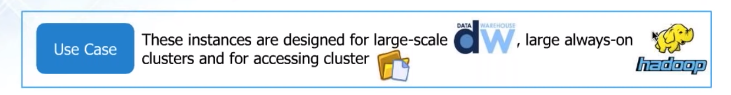 Use Case
These instances are designed for large-scale DATA WAREHOUSE dW , large always-on
clusters and for accessing cluster
hadoop